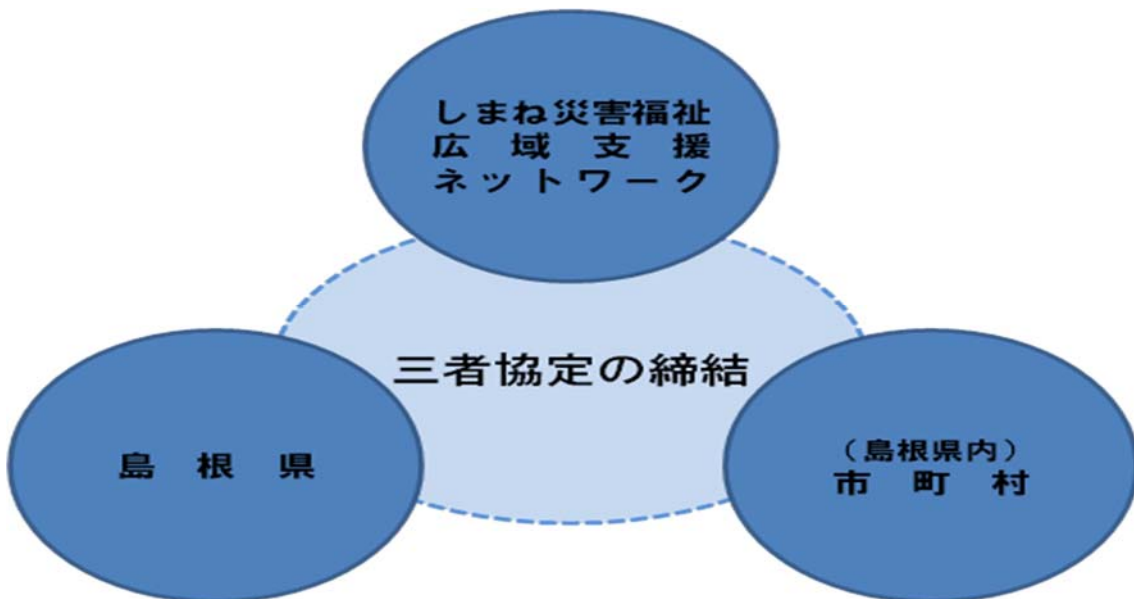 しまね災害福祉
広域支援
ネットワーク
三者協定の締結
島根県
（島根県内）
市町村